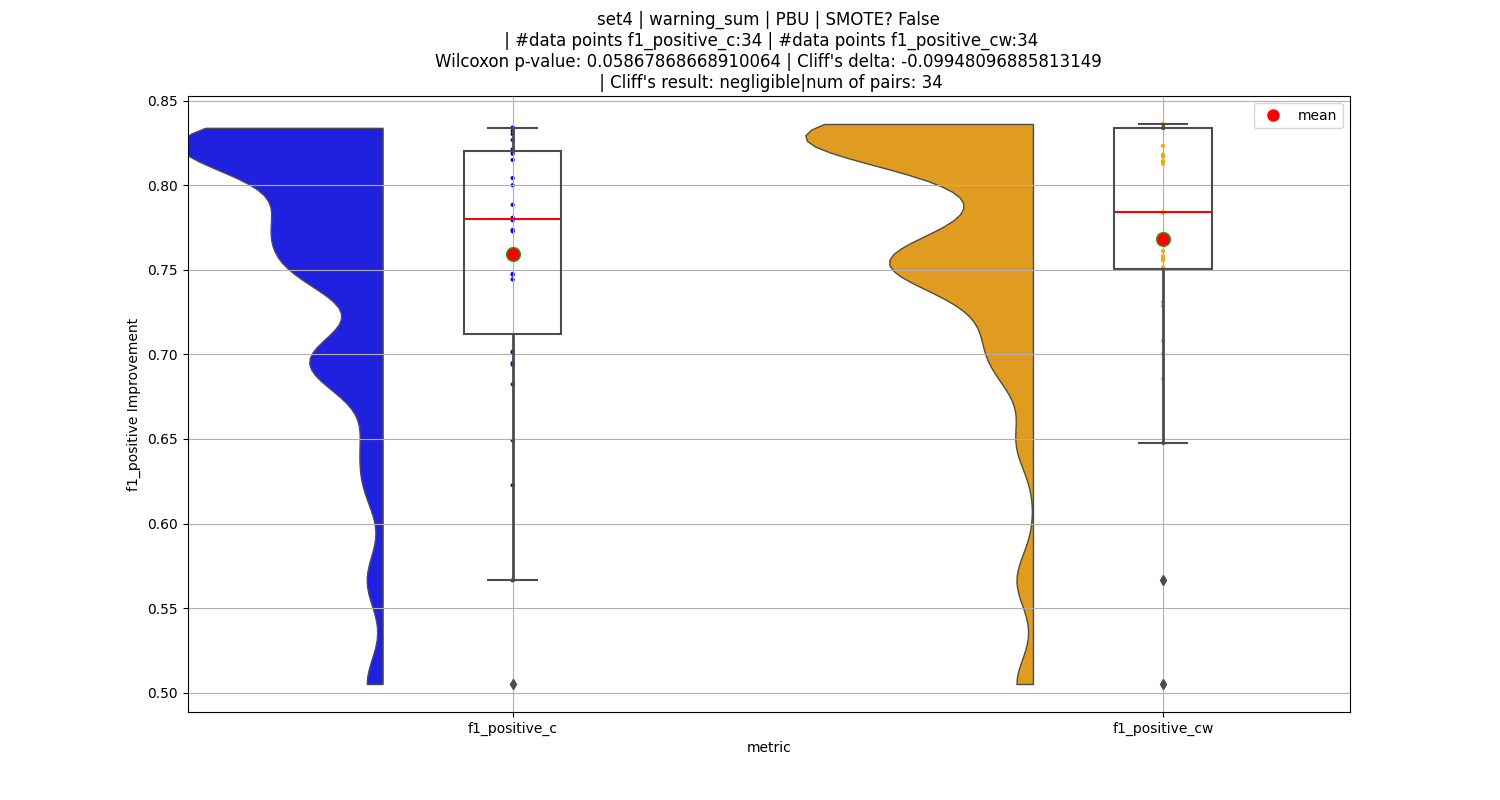 set4 | warning_sum | PBU | SMOTE? False
| #data points f1_positive_c:34 | #data points f1_positive_cw:34
Wilcoxon p-value: 0.05867868668910064 | Cliff's delta: -0.09948096885813149
| Cliff's result: negligible|num of pairs: 34
mean
0.85
0.80
0.75
0.70
0.65
0.60
0.55
0.50
f1_positive Improvement
f1_positive_c
f1_positive_cw
metric